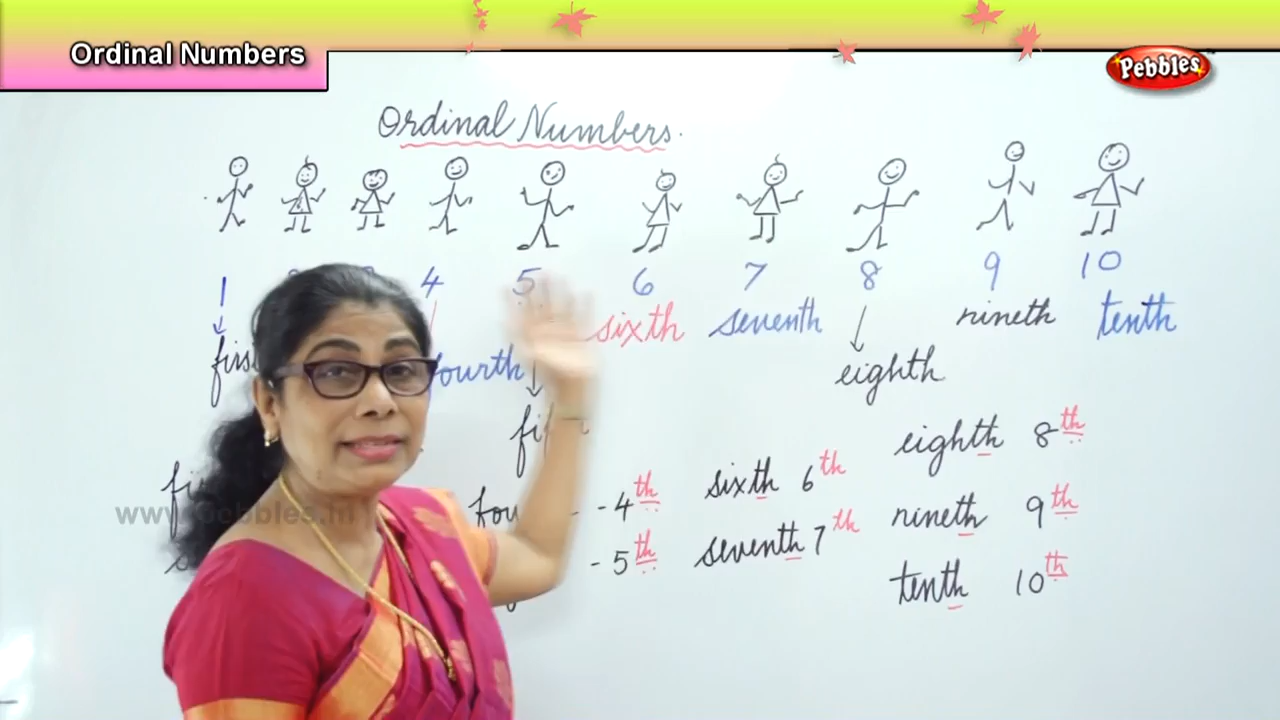 Ordinal Numbers
Pebbles
Ordinal Numbers.
1 4 5 6 7 8 9 10
sixth seventh nineth tenth
fourth eighth
eighth 8th
sixth 6th
- 4th
nineth 9th
seventh 7th
- 5th
tenth 10th